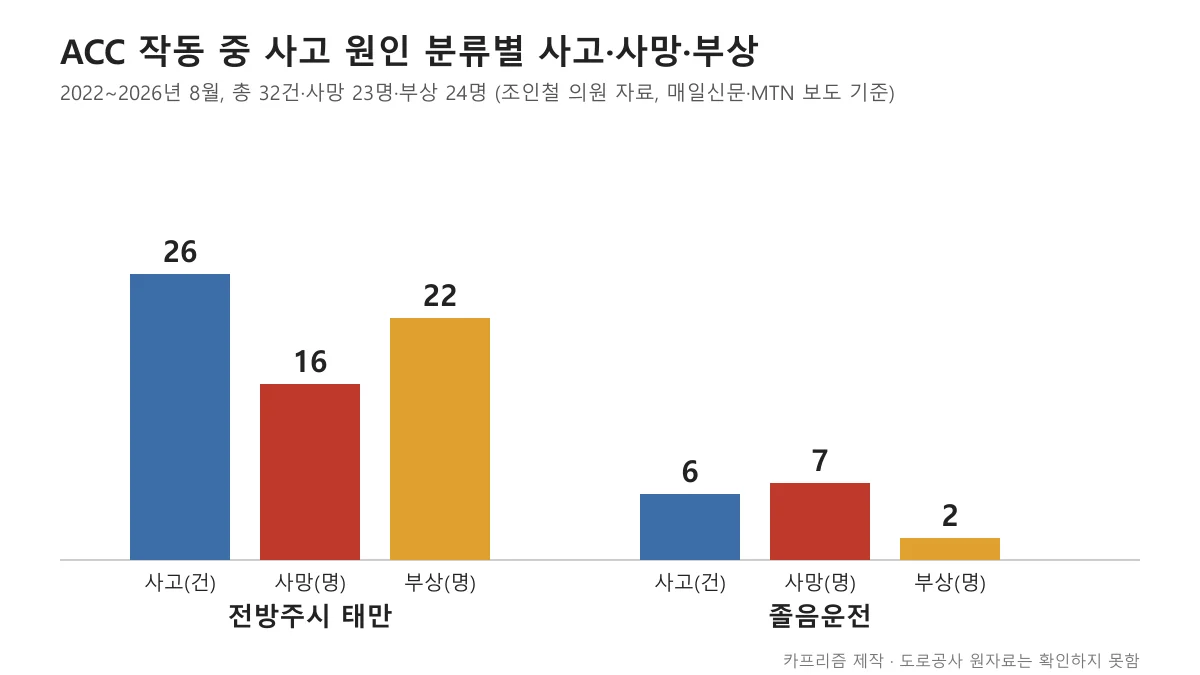 ACC 작동 중 사고 원인 분류별 사고·사망·부상
2022~2026년 8월, 총 32건·사망 23명·부상 24명 (조인철 의원 자료, 매일신문·MTN 보도 기준)
26
16
22
6
7
2
사고(건) 사망(명) 부상(명) 사고(건) 사망(명) 부상(명)
전방주시 태만 졸음운전
카프리즘 제작 · 도로공사 원자료는 확인하지 못함